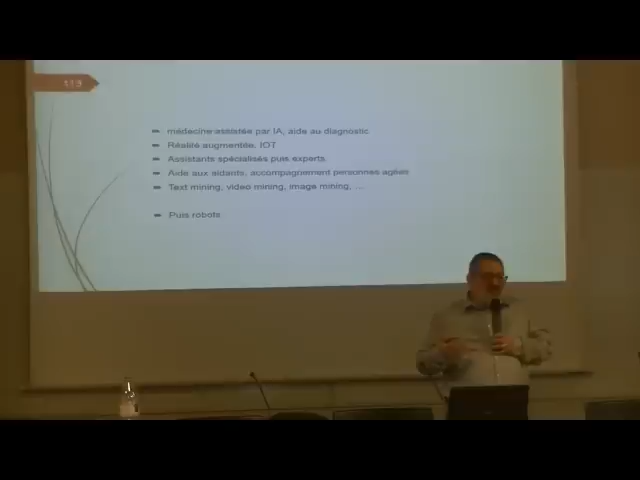 113
médecine assistée par IA, aide au diagnostic
Réalité augmentée, IOT
Assistants spécialisés puis experts
Aide aux aidants, accompagnement personnes agées
Text mining, video mining, image mining, ...
Puis robots